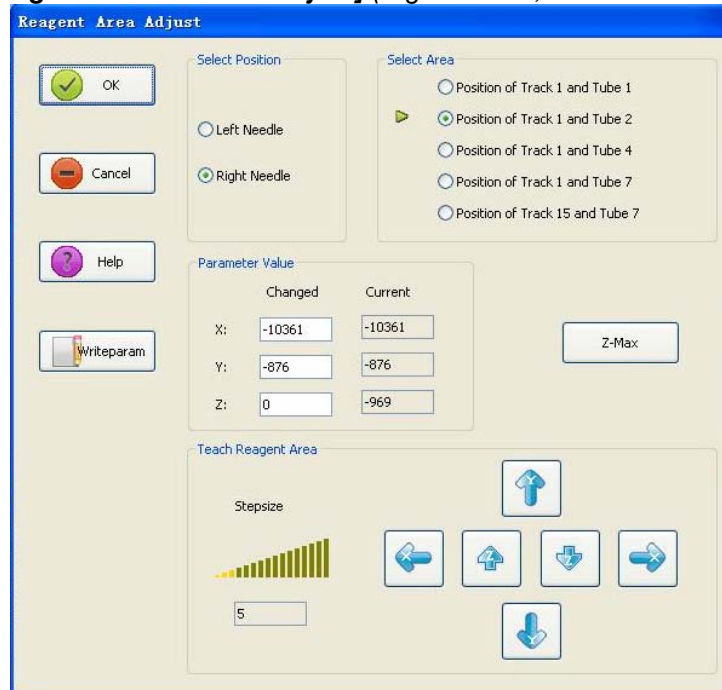 Reagent Area Adjust
OK
Cancel
Help
Writeparam
Select Position
Left Needle
Right Needle
Select Area
Position of Track 1 and Tube 1
Position of Track 1 and Tube 2
Position of Track 1 and Tube 4
Position of Track 1 and Tube 7
Position of Track 15 and Tube 7
Parameter Value
Changed Current
X: -10361 -10361
Y: -876 -876
Z: 0 -969
Z-Max
Teach Reagent Area
Stepsize
5
Y
X Z Z X
Y